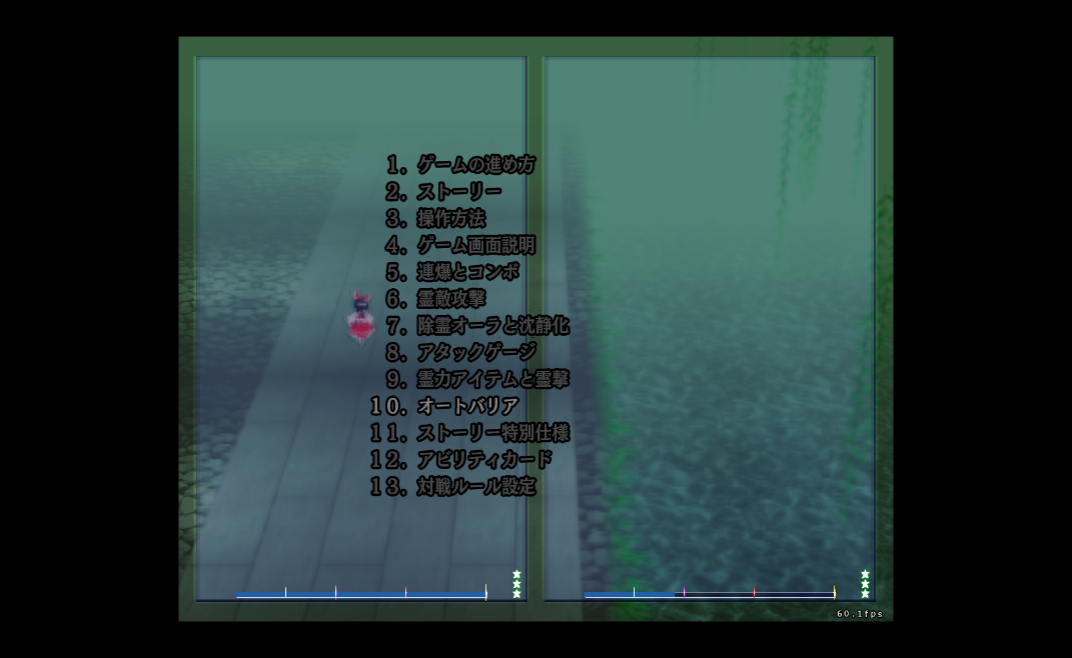 1. ゲームの進め方
2. ストーリー
3. 操作方法
4. ゲーム画面説明
5. 連爆とコンボ
6. 霊敵攻撃
7. 除霊オーラと沈静化
8. アタックゲージ
9. 霊力アイテムと霊撃
10. オートバリア
11. ストーリー特別仕様
12. アビリティカード
13. 対戦ルール設定
60.1fps